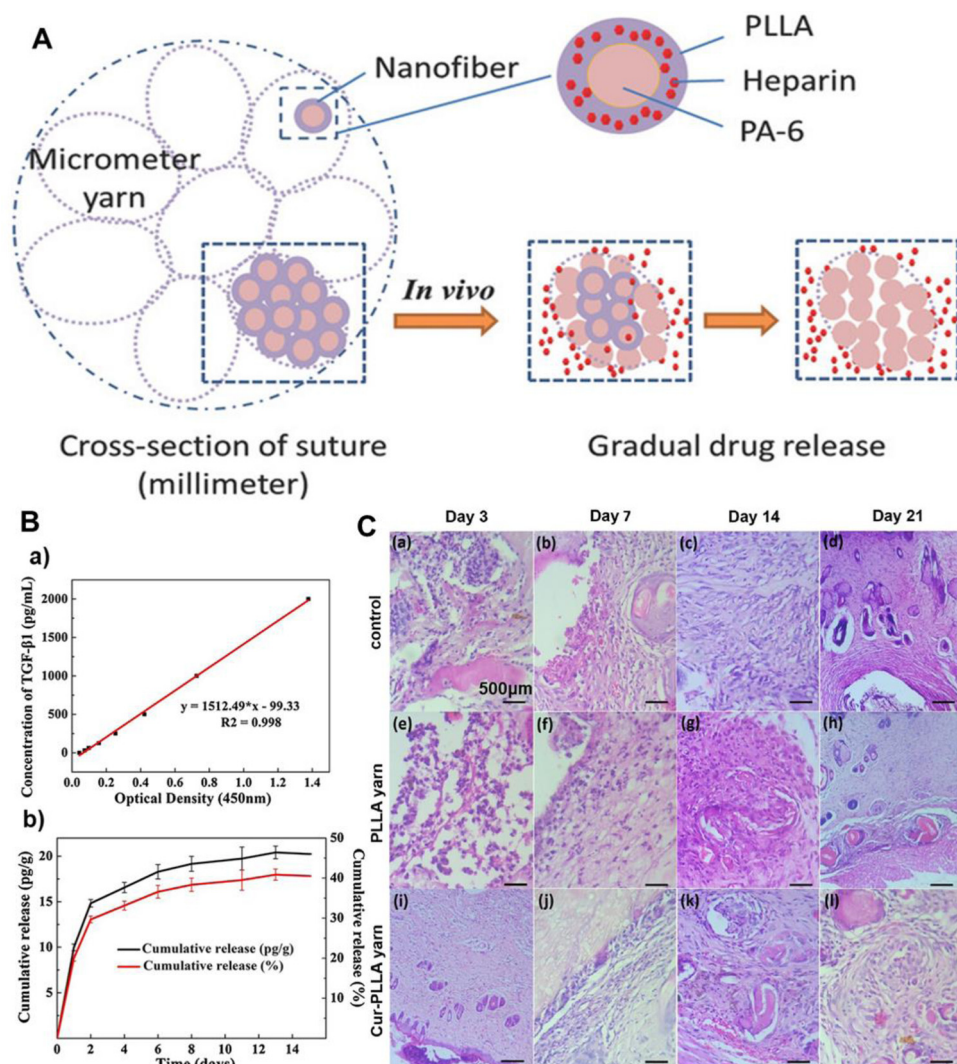 A
Nanofiber
PLLA
Heparin
PA-6
Micrometer
yarn
In vivo
Cross-section of suture
(millimeter)
Gradual drug release
B
a)
Concentration of TGF-β1 (pg/mL)
2000
1500
1000
500
0
y = 1512.49*x - 99.33
R2 = 0.998
0.0 0.2 0.4 0.6 0.8 1.0 1.2 1.4
Optical Density (450nm)
b)
Cumulative release (pg/g)
20
15
10
5
Cumulative release (pg/g)
Cumulative release (%)
50
40
30
20
10
Cumulative release
(%)
0 2 4 6 8 10 12 14
Time (days)
C
Day 3 Day 7 Day 14 Day 21
control
(a) (b) (c) (d)
500μm
PLLA yarn
(e) (f) (g) (h)
Cur-PLLA yarn
(i) (j) (k) (l)